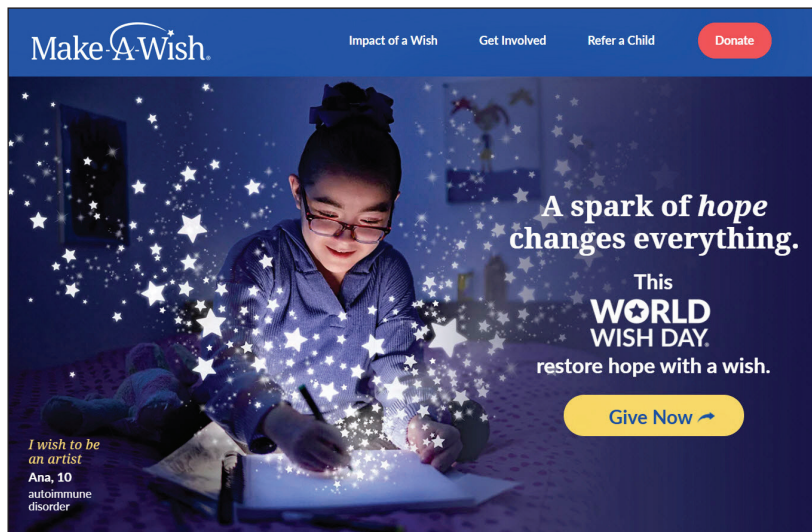 Make-A-Wish®
Impact of a Wish
Get Involved
Refer a Child
Donate
A spark of hope
changes everything.
This
WORLD
WISH DAY®
restore hope with a wish.
Give Now
I wish to be
an artist
Ana, 10
autoimmune
disorder